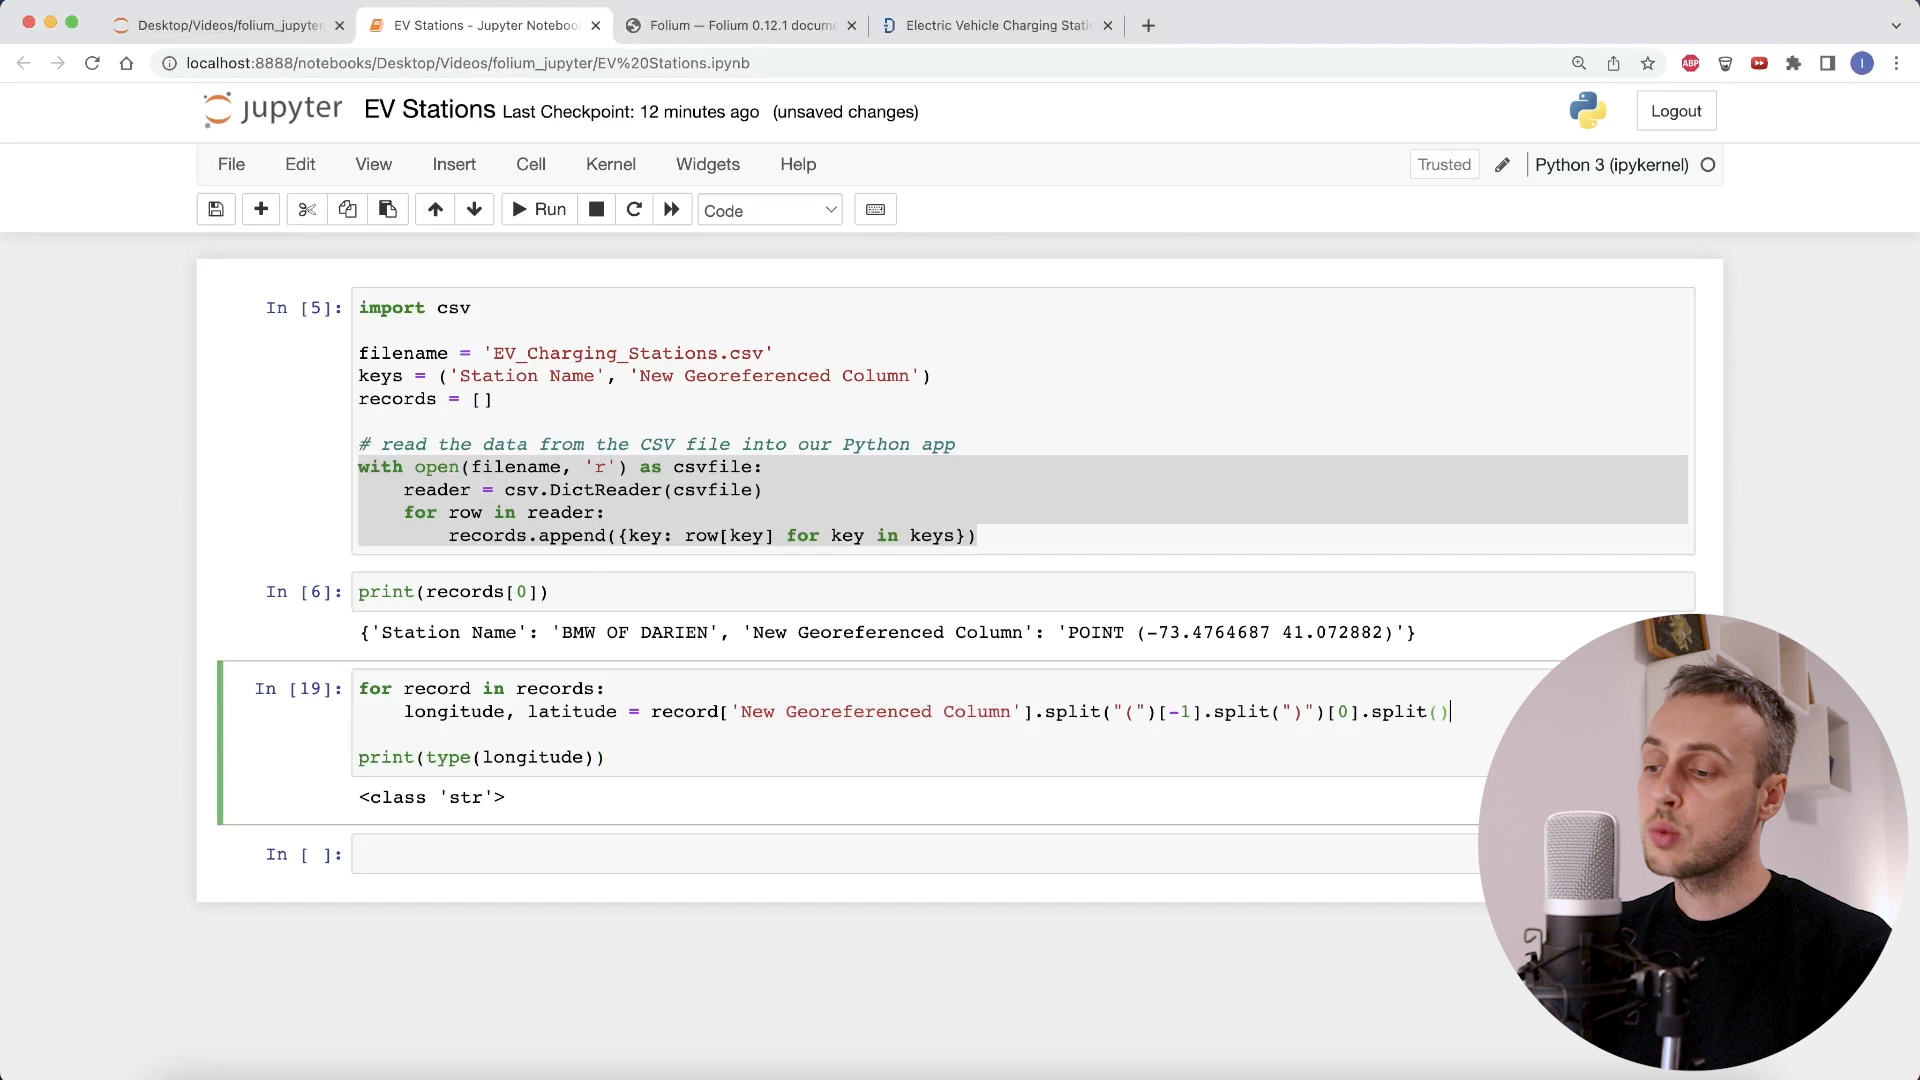 Desktop/Videos/folium_jupyter
EV Stations - Jupyter Noteboo
Folium — Folium 0.12.1 docume
Electric Vehicle Charging Stati
localhost:8888/notebooks/Desktop/Videos/folium_jupyter/EV%20Stations.ipynb
ABP
I
jupyter EV Stations Last Checkpoint: 12 minutes ago (unsaved changes)
Logout
File Edit View Insert Cell Kernel Widgets Help
Trusted Python 3 (ipykernel)
Run Code
In [5]: import csv
filename = 'EV_Charging_Stations.csv'
keys = ('Station Name', 'New Georeferenced Column')
records = []
# read the data from the CSV file into our Python app
with open(filename, 'r') as csvfile:
reader = csv.DictReader(csvfile)
for row in reader:
records.append({key: row[key] for key in keys})
In [6]: print(records[0])
{'Station Name': 'BMW OF DARIEN', 'New Georeferenced Column': 'POINT (-73.4764687 41.072882)'}
In [19]: for record in records:
longitude, latitude = record['New Georeferenced Column'].split("(")[-1].split(")")[0].split()
print(type(longitude))
<class 'str'>
In [ ]: